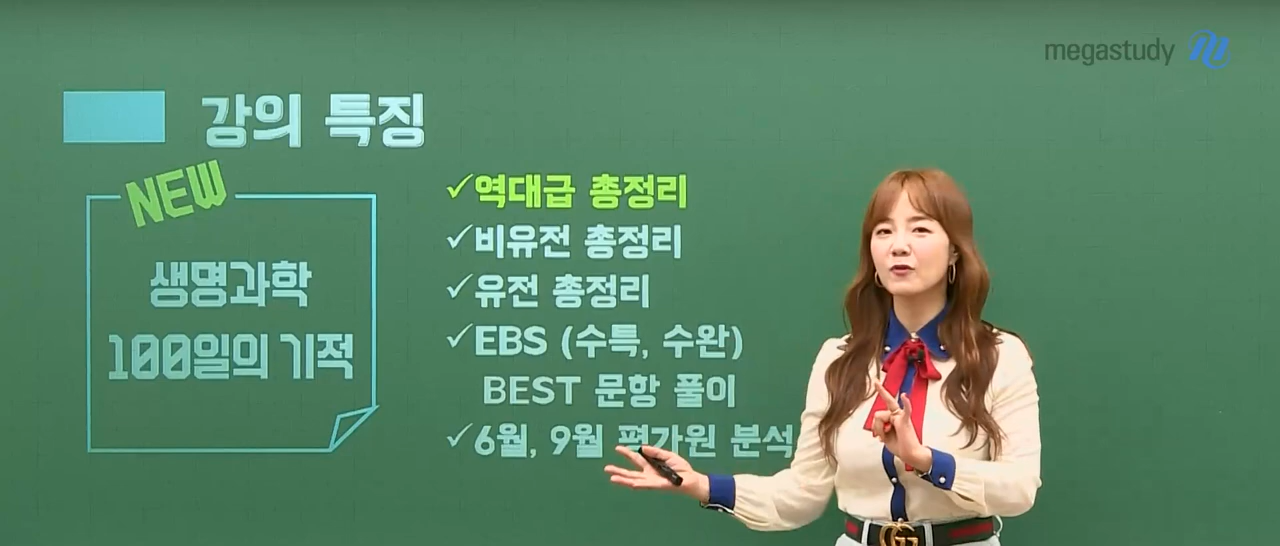 megastudy
강의 특징
NEW
생명과학
100일의 기적
✓역대급 총정리
✓비유전 총정리
✓유전 총정리
✓EBS (수특, 수완)
BEST 문항 풀이
✓6월, 9월 평가원 분석